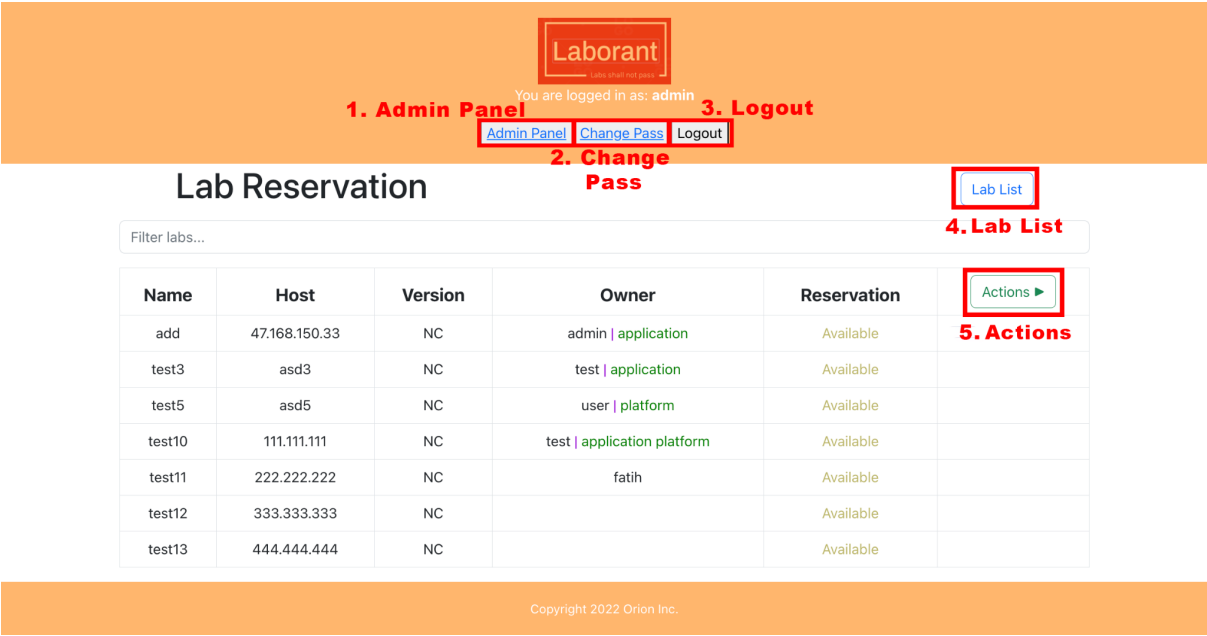 Laborant
Labs shall not pass
You are logged in as: admin
1. Admin Panel
3. Logout
Admin Panel Change Pass Logout
2. Change
Pass
Lab Reservation
Lab List
4. Lab List
Filter labs...
Name Host Version Owner Reservation Actions ►
5. Actions
add 47.168.150.33 NC admin | application Available
test3 asd3 NC test | application Available
test5 asd5 NC user | platform Available
test10 111.111.111 NC test | application platform Available
test11 222.222.222 NC fatih Available
test12 333.333.333 NC Available
test13 444.444.444 NC Available
Copyright 2022 Orion Inc.